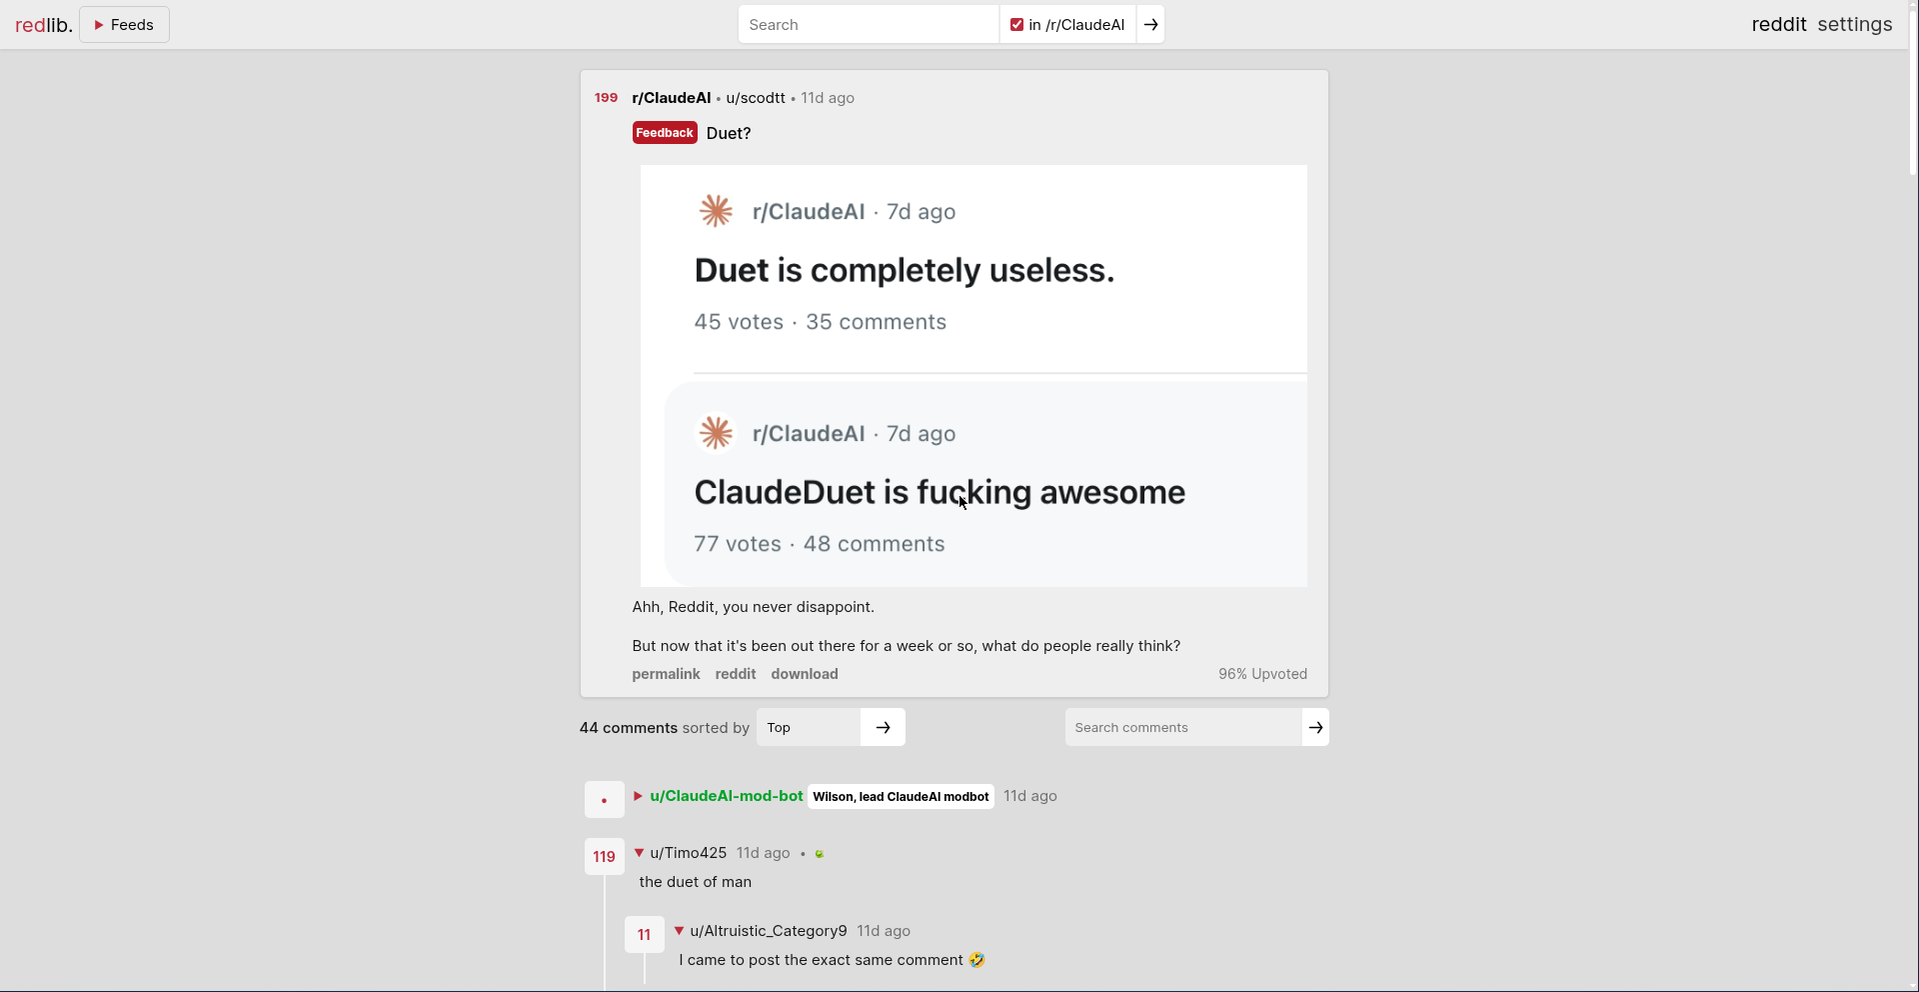 redlib.
Feeds
Search
in /r/ClaudeAI
→
reddit settings
199
r/ClaudeAI • u/scodtt • 11d ago
Feedback Duet?
r/ClaudeAI · 7d ago
Duet is completely useless.
45 votes · 35 comments
r/ClaudeAI · 7d ago
ClaudeDuet is fucking awesome
77 votes · 48 comments
Ahh, Reddit, you never disappoint.
But now that it's been out there for a week or so, what do people really think?
permalink reddit download
96% Upvoted
44 comments sorted by Top →
Search comments →
• u/ClaudeAI-mod-bot Wilson, lead ClaudeAI modbot 11d ago
119 u/Timo425 11d ago •
the duet of man
11 u/Altruistic_Category9 11d ago
I came to post the exact same comment 🤣